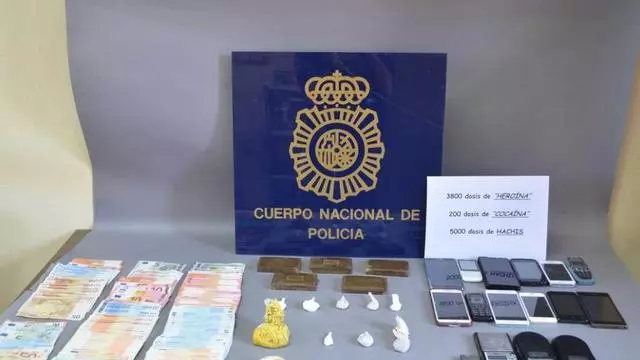 CUERPO NACIONAL DE
POLICIA
3800 dosis de "HEROÍNA"
200 dosis de "COCAÍNA"
5000 dosis de HACHIS